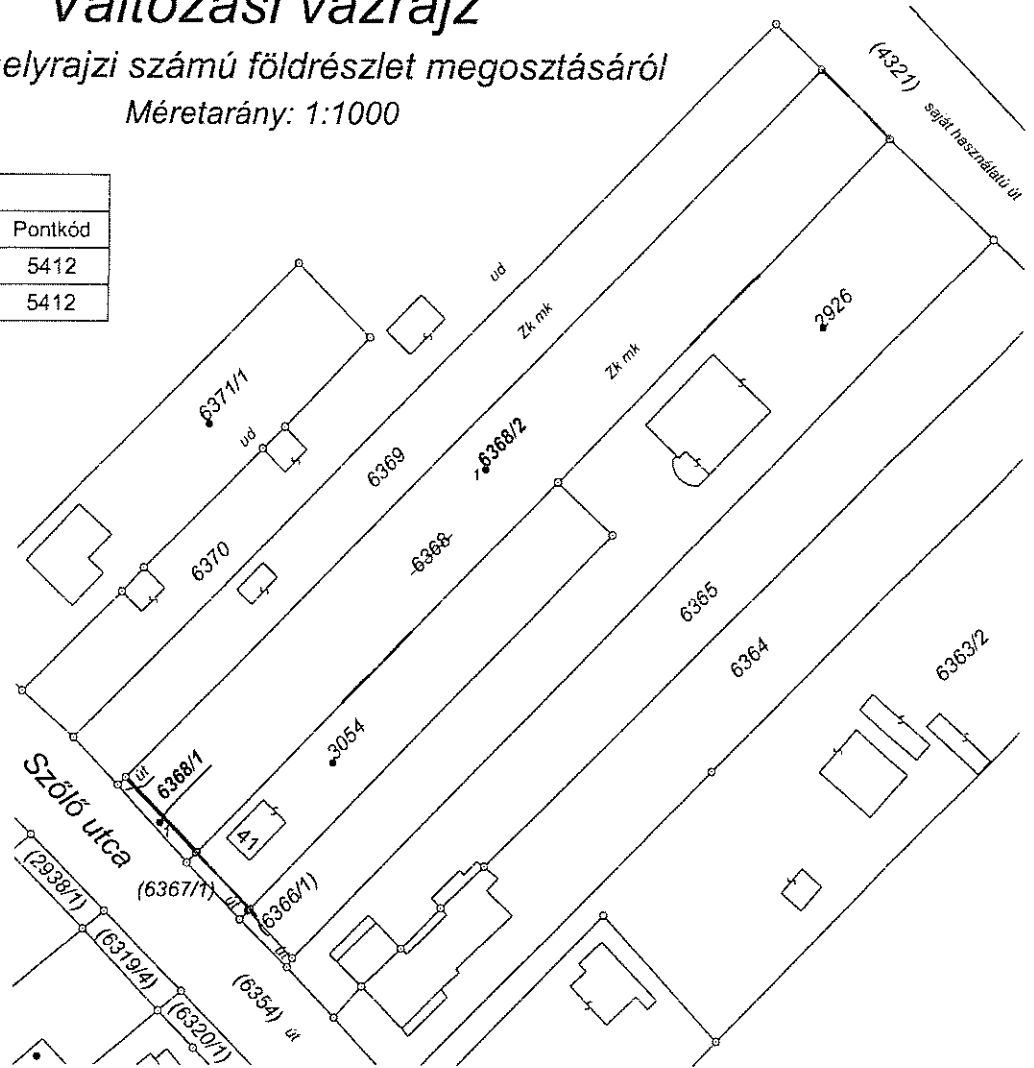 Változási vázrajz
elyrajzi számú földrészlet megosztásáról
Méretarány: 1:1000
Pontkód
5412
5412
(4321)
saját használatú út
ud
Zk mk
Zk mk
2926
6371/1
ud
6369
6368/2
6370
6368
6365
6364
6363/2
3054
Szőlő utca
út
6368/1
41
(2938/1)
(6367/1)
út
(6366/1)
út
(6319/4)
(6354) út
(6320/1)